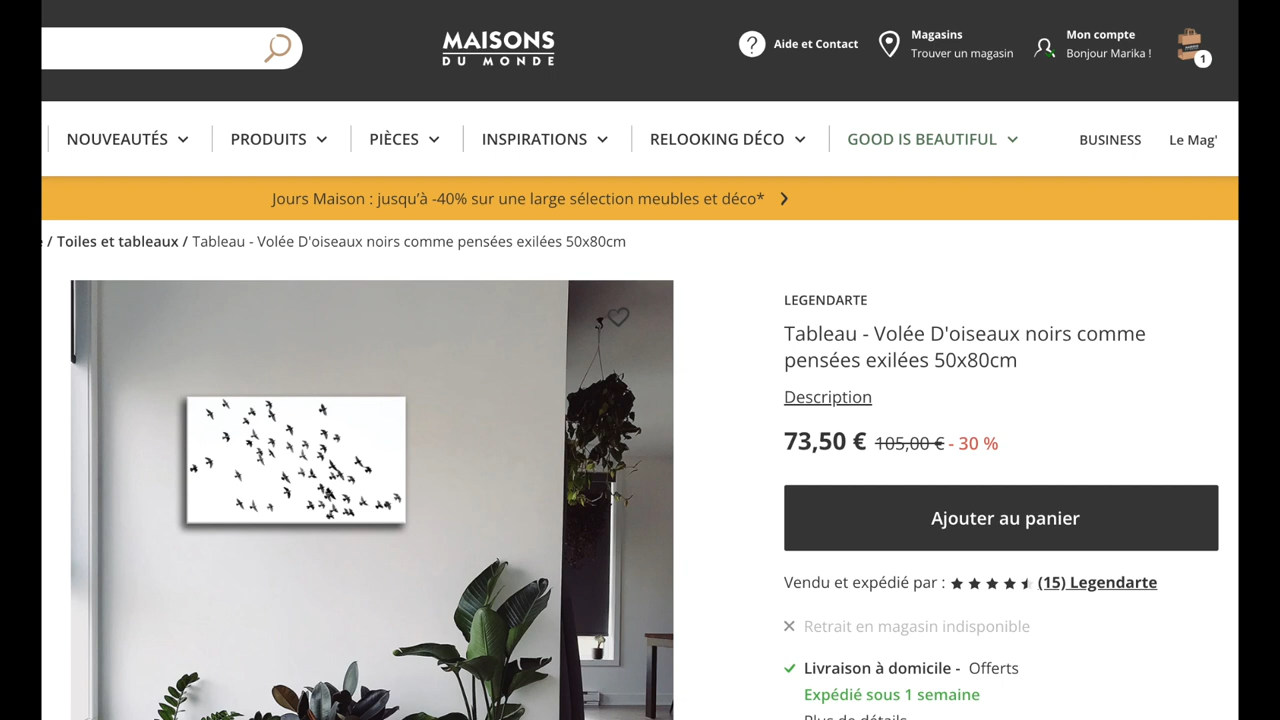 MAISONS
DU MONDE
Aide et Contact
Magasins
Trouver un magasin
Mon compte
Bonjour Marika !
1
NOUVEAUTÉS
PRODUITS
PIÈCES
INSPIRATIONS
RELOOKING DÉCO
GOOD IS BEAUTIFUL
BUSINESS
Le Mag'
Jours Maison : jusqu'à -40% sur une large sélection meubles et déco*
/ Toiles et tableaux / Tableau - Volée D'oiseaux noirs comme pensées exilées 50x80cm
LEGENDARTE
Tableau - Volée D'oiseaux noirs comme
pensées exilées 50x80cm
Description
73,50 € 105,00 € - 30 %
Ajouter au panier
Vendu et expédié par : (15) Legendarte
Retrait en magasin indisponible
Livraison à domicile - Offerts
Expédié sous 1 semaine
Plus de détails